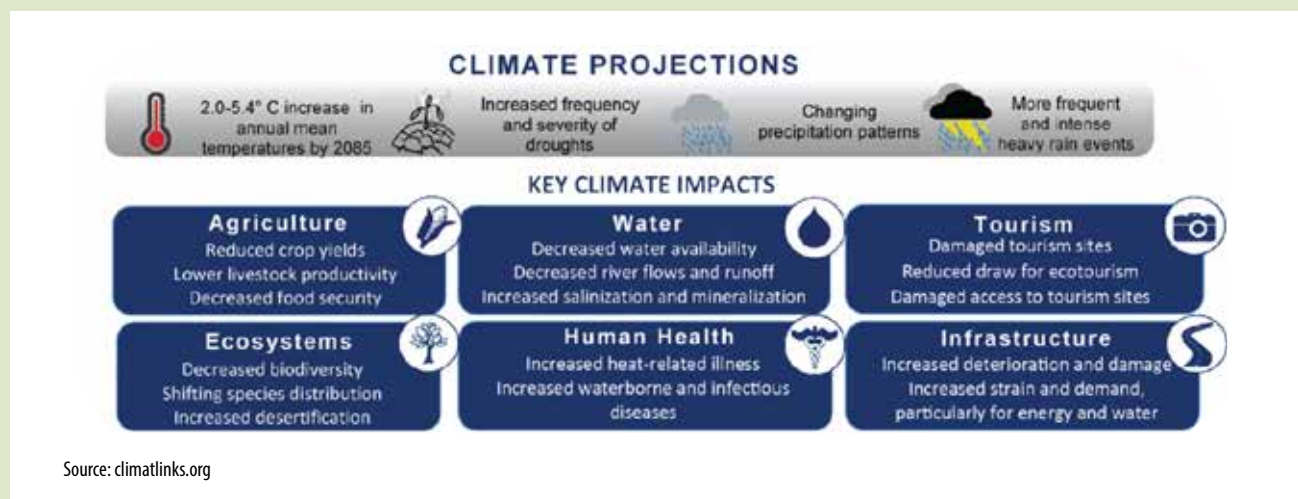 CLIMATE PROJECTIONS
2.0-5.4° C increase in
annual mean
temperatures by 2085
Increased frequency
and severity of
droughts
Changing
precipitation patterns
More frequent
and intense
heavy rain events
KEY CLIMATE IMPACTS
Agriculture
Reduced crop yields
Lower livestock productivity
Decreased food security
Water
Decreased water availability
Decreased river flows and runoff
Increased salinization and mineralization
Tourism
Damaged tourism sites
Reduced draw for ecotourism
Damaged access to tourism sites
Ecosystems
Decreased biodiversity
Shifting species distribution
Increased desertification
Human Health
Increased heat-related illness
Increased waterborne and infectious
diseases
Infrastructure
Increased deterioration and damage
Increased strain and demand,
particularly for energy and water
Source: climatlinks.org